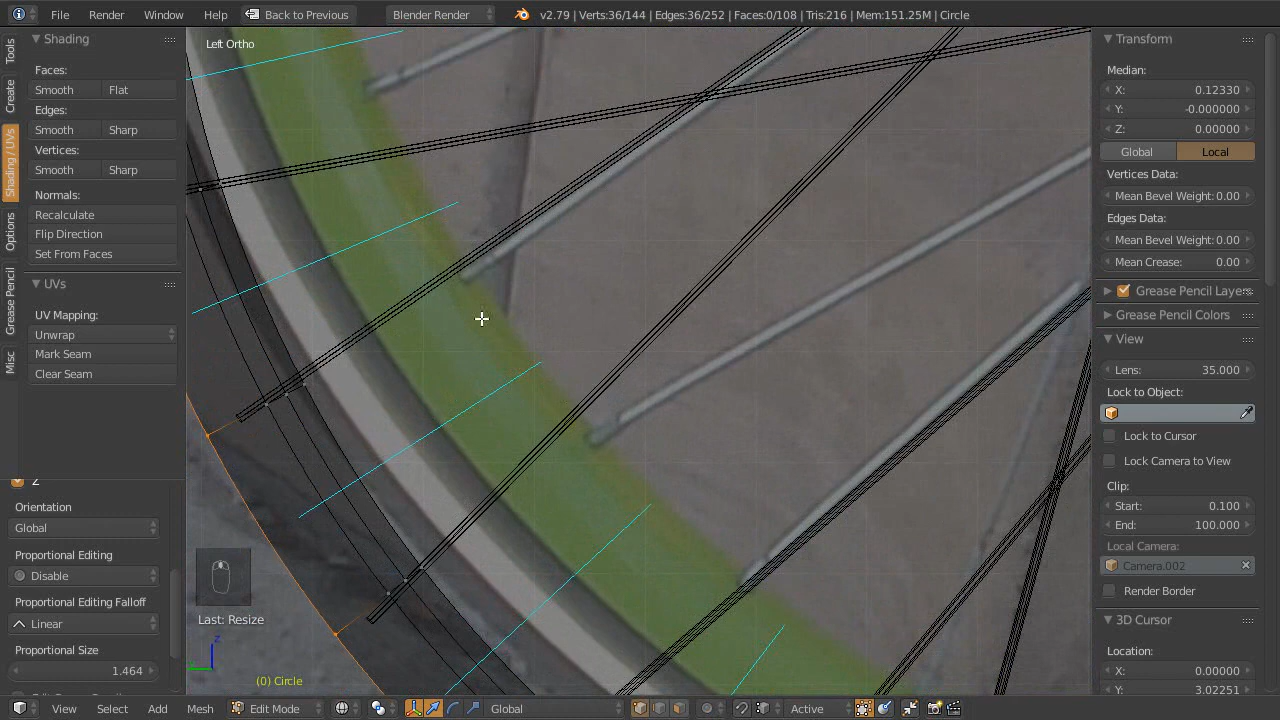 File Render Window Help Back to Previous Blender Render v2.79 | Verts:36/144 | Edges:36/252 | Faces:0/108 | Tris:216 | Mem:151.25M | Circle
Tools
Create
Shading / UVs
Options
Grease Pencil
Misc
Shading
Faces:
Smooth Flat
Edges:
Smooth Sharp
Vertices:
Smooth Sharp
Normals:
Recalculate
Flip Direction
Set From Faces
UVs
UV Mapping:
Unwrap
Mark Seam
Clear Seam
Z
Orientation
Global
Proportional Editing
Disable
Proportional Editing Falloff
Linear
Proportional Size
1.464
Left Ortho
Last: Resize
z
(0) Circle
Transform
Median:
X: 0.12330
Y: -0.000000
Z: 0.00000
Global Local
Vertices Data:
Mean Bevel Weight: 0.00
Edges Data:
Mean Bevel Weight: 0.00
Mean Crease: 0.00
Grease Pencil Layers
Grease Pencil Colors
View
Lens: 35.000
Lock to Object:
Lock to Cursor
Lock Camera to View
Clip:
Start: 0.100
End: 100.000
Local Camera:
Camera.002
Render Border
3D Cursor
Location:
X: 0.00000
Y: 3.02251
View Select Add Mesh Edit Mode Global Active